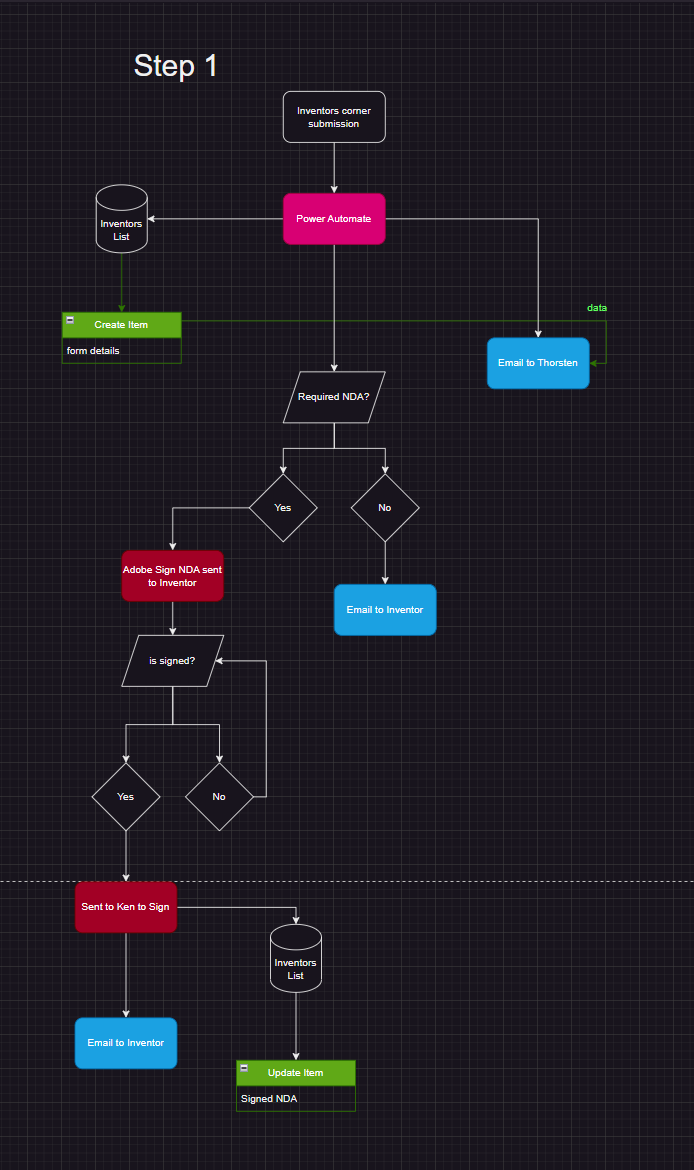 Step 1
Inventors corner
submission
Power Automate
Inventors
List
Create Item
form details
data
Email to Thorsten
Required NDA?
Yes
No
Adobe Sign NDA sent
to Inventor
Email to Inventor
is signed?
Yes
No
Sent to Ken to Sign
Inventors
List
Email to Inventor
Update Item
Signed NDA